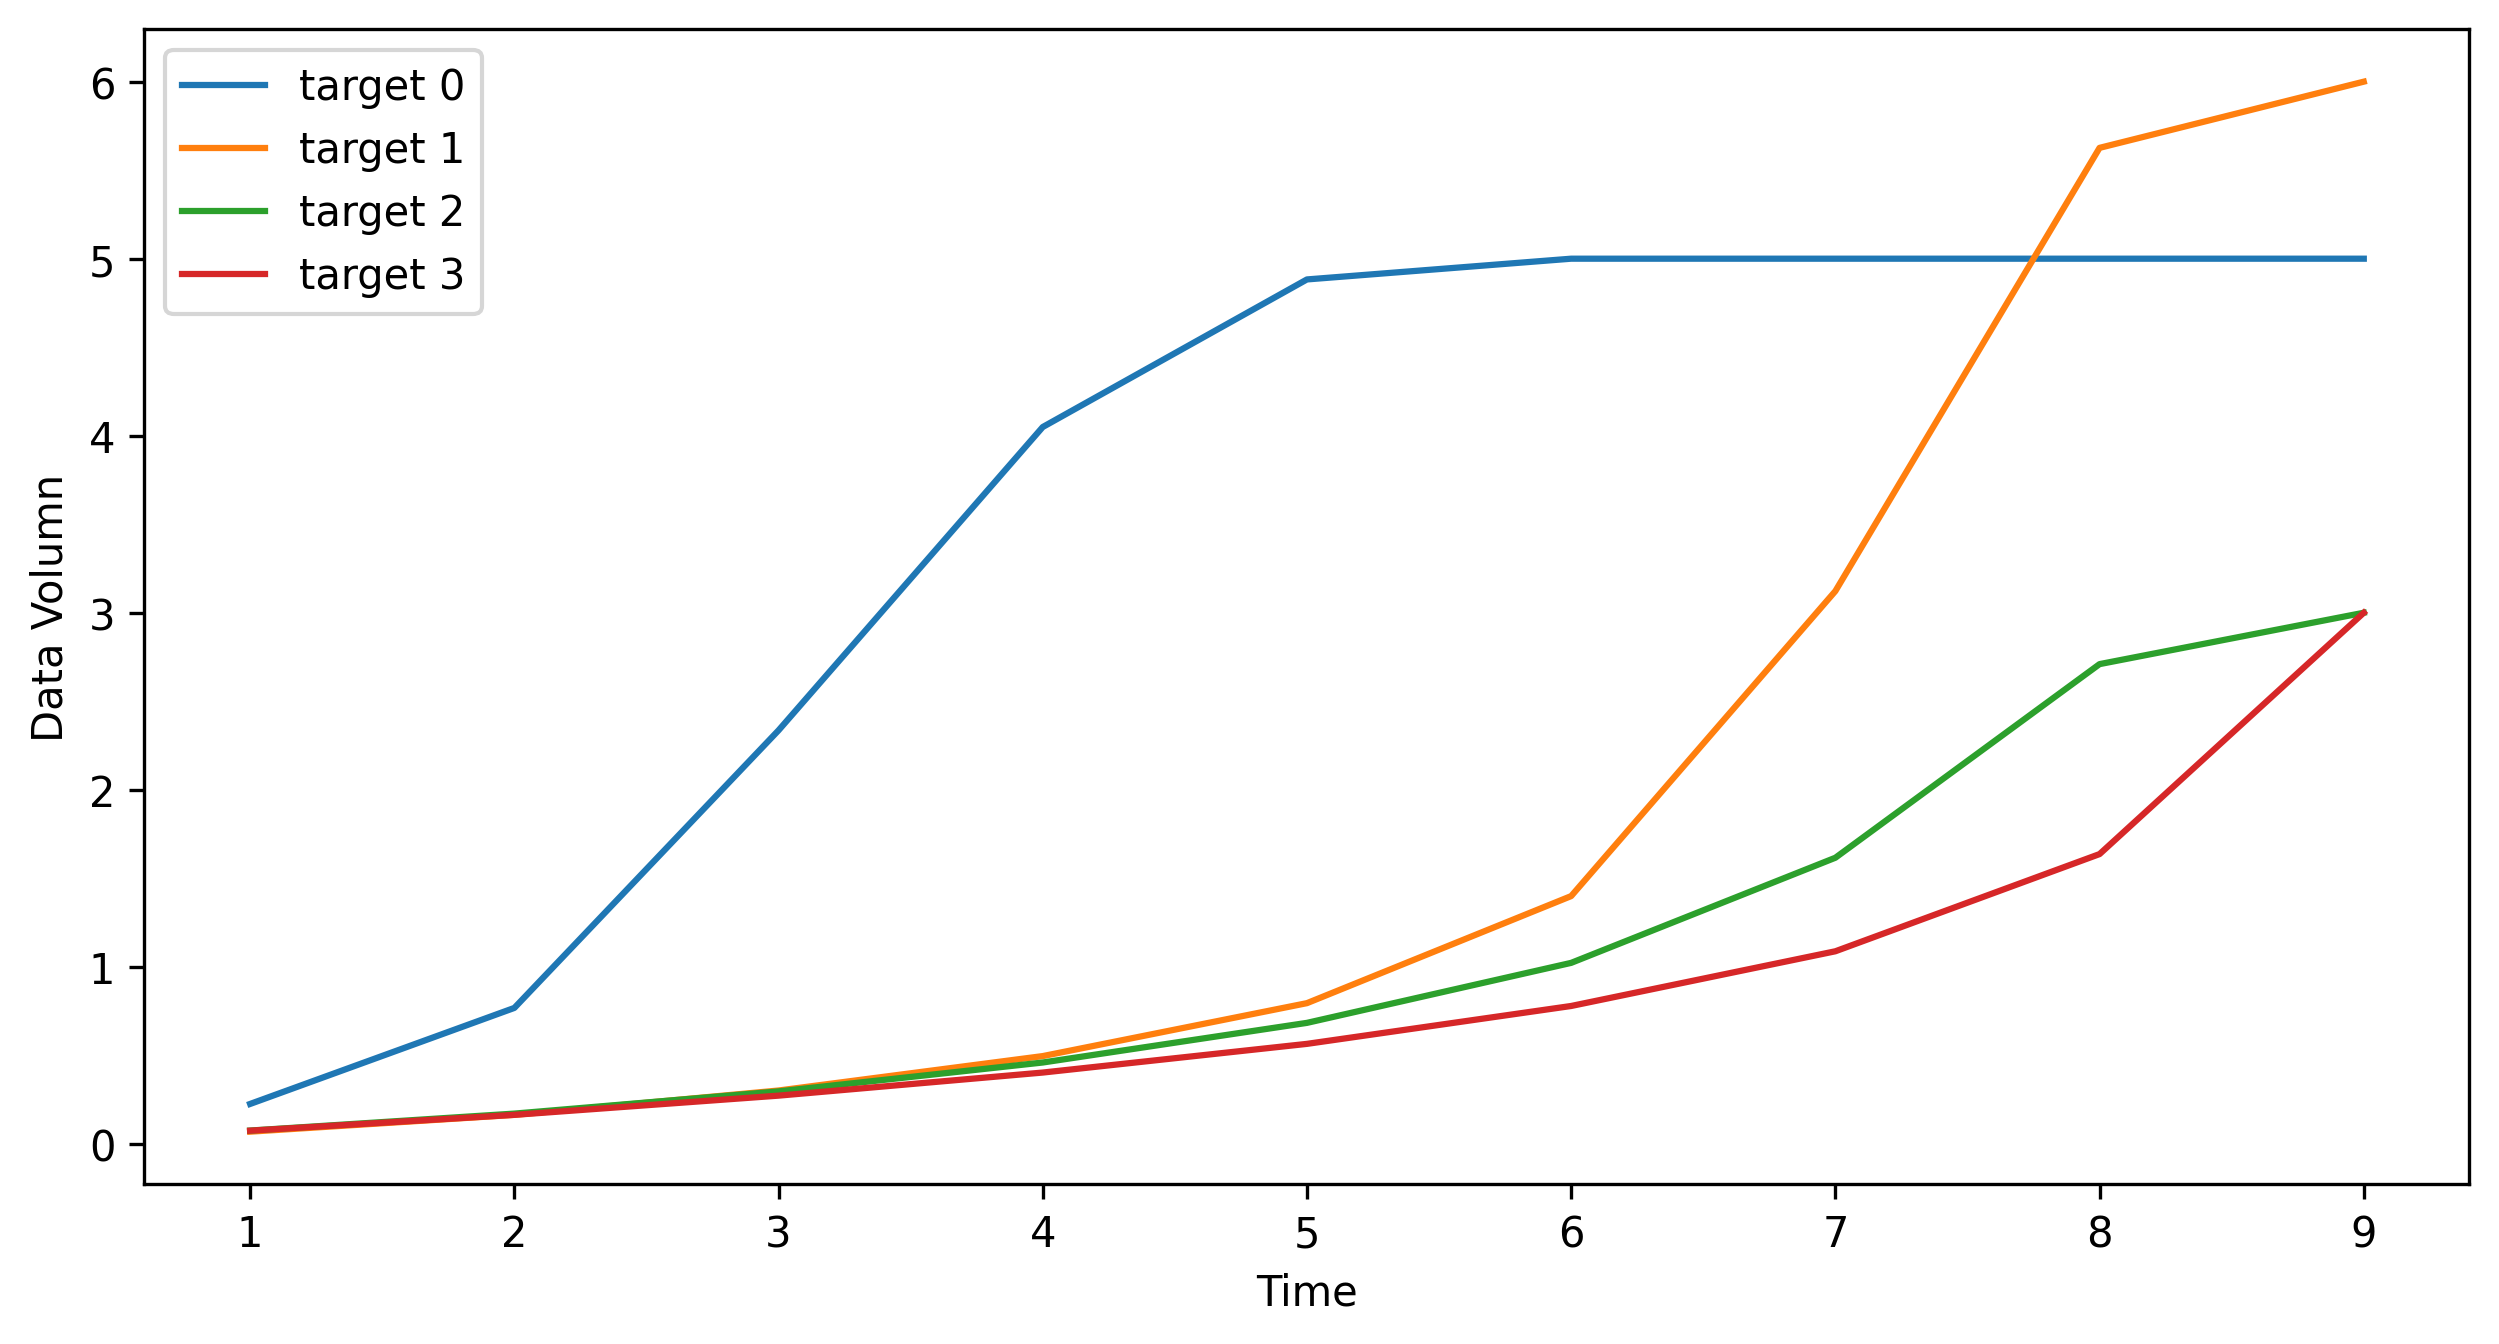 target 0
target 1
target 2
target 3
6
5
4
3
2
1
0
Data Volumn
1 2 3 4 5 6 7 8 9
Time